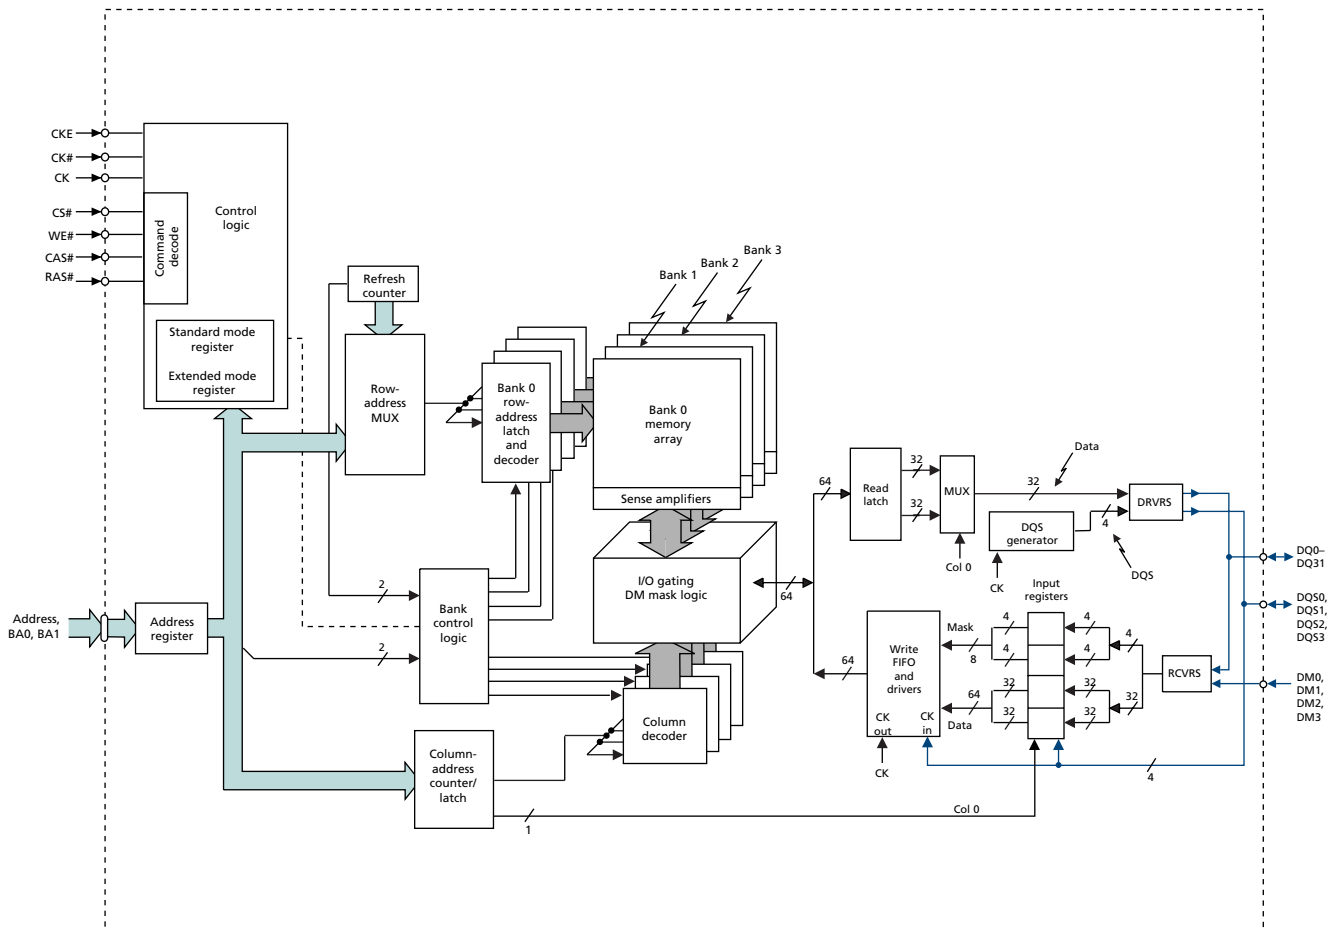 CKE
CK#
CK
CS#
WE#
CAS#
RAS#
Command
decode
Control
logic
Standard mode
register
Extended mode
register
Refresh
counter
Row-
address
MUX
Bank 0
row-
address
latch
and
decoder
Bank 1
Bank 2
Bank 3
Bank 0
memory
array
Sense amplifiers
I/O gating
DM mask logic
Address,
BA0, BA1
Address
register
2
2
Bank
control
logic
Column
decoder
Column-
address
counter/
latch
1
Col 0
64
64
64
Read
latch
32
32
MUX
Col 0
32
Data
DQS
generator
CK
4
DQS
DRVRS
DQ0–
DQ31
DQS0,
DQS1,
DQS2,
DQS3
DM0,
DM1,
DM2,
DM3
Input
registers
Write
FIFO
and
drivers
CK
out
CK
in
CK
Mask
8
64
Data
4
4
32
32
4
4
32
32
4
32
RCVRS
4